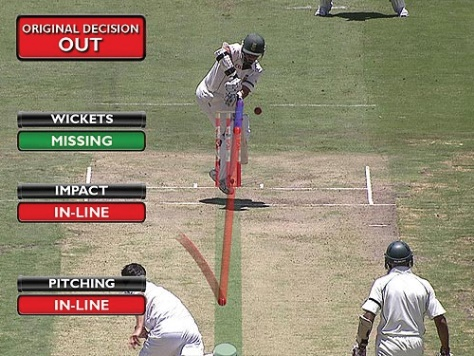 ORIGINAL DECISION
OUT
WICKETS
MISSING
IMPACT
IN-LINE
PITCHING
IN-LINE